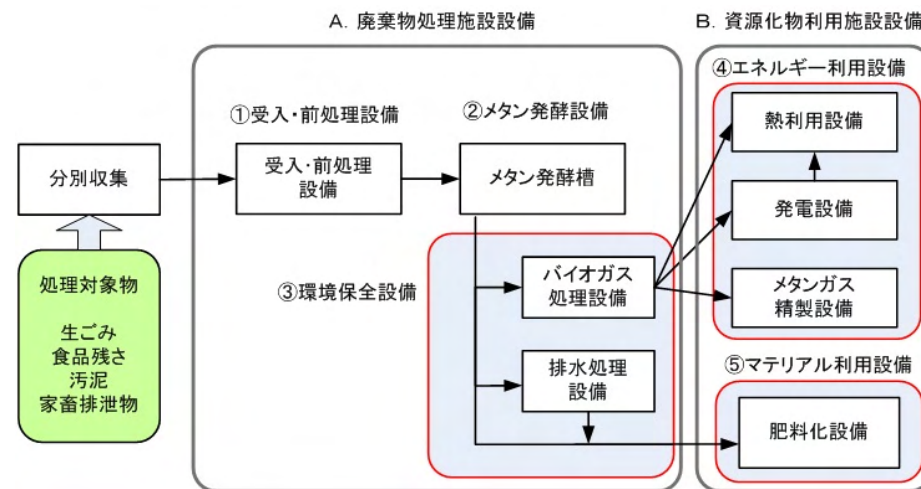 A．廃棄物処理施設設備
B．資源化物利用施設設備
①受入・前処理設備
②メタン発酵設備
④エネルギー利用設備
分別収集
受入・前処理
設備
メタン発酵槽
熱利用設備
発電設備
メタンガス
精製設備
処理対象物
生ごみ
食品残さ
汚泥
家畜排泄物
③環境保全設備
バイオガス
処理設備
排水処理
設備
⑤マテリアル利用設備
肥料化設備